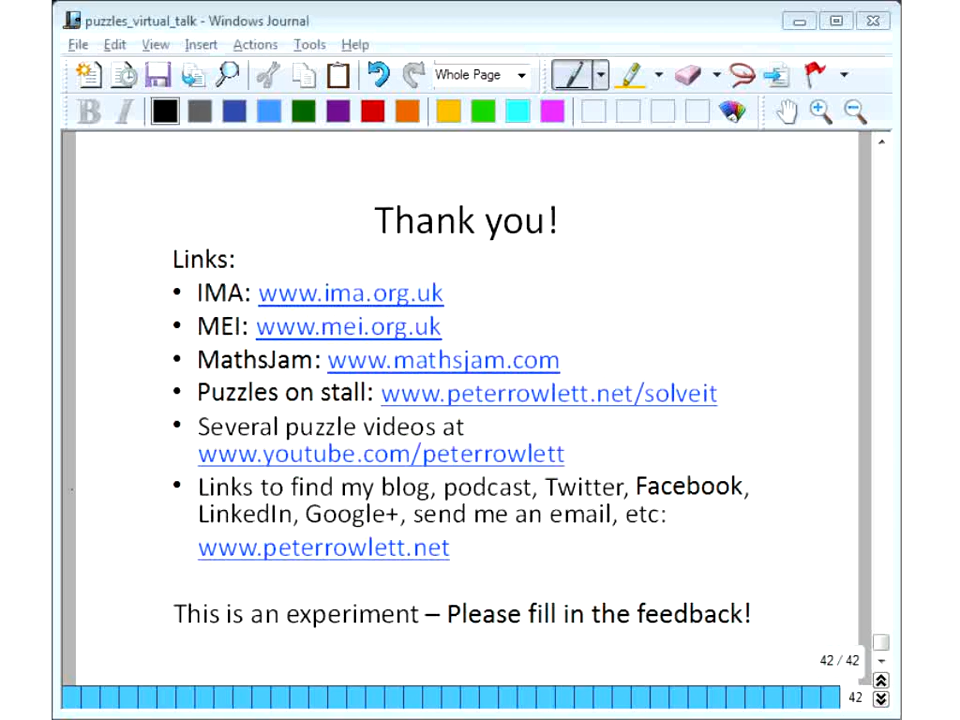 puzzles_virtual_talk - Windows Journal
File Edit View Insert Actions Tools Help
Whole Page
B I
Thank you!
Links:
• IMA: www.ima.org.uk
• MEI: www.mei.org.uk
• MathsJam: www.mathsjam.com
• Puzzles on stall: www.peterrowlett.net/solveit
• Several puzzle videos at
www.youtube.com/peterrowlett
• Links to find my blog, podcast, Twitter, Facebook,
LinkedIn, Google+, send me an email, etc:
www.peterrowlett.net
This is an experiment – Please fill in the feedback!
42 / 42
42